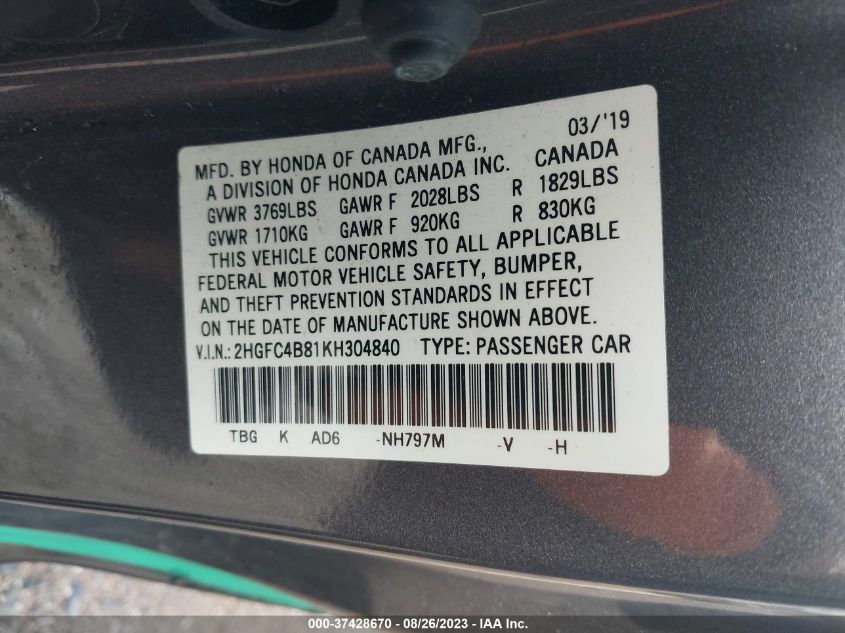 03/'19
MFD. BY HONDA OF CANADA MFG.,
A DIVISION OF HONDA CANADA INC. CANADA
GVWR 3769LBS GAWR F 2028LBS R 1829LBS
GVWR 1710KG GAWR F 920KG R 830KG
THIS VEHICLE CONFORMS TO ALL APPLICABLE
FEDERAL MOTOR VEHICLE SAFETY, BUMPER,
AND THEFT PREVENTION STANDARDS IN EFFECT
ON THE DATE OF MANUFACTURE SHOWN ABOVE.
V.I.N.: 2HGFC4B81KH304840 TYPE: PASSENGER CAR
TBG K AD6 -NH797M -V -H
000-37428670 - 08/26/2023 - IAA Inc.